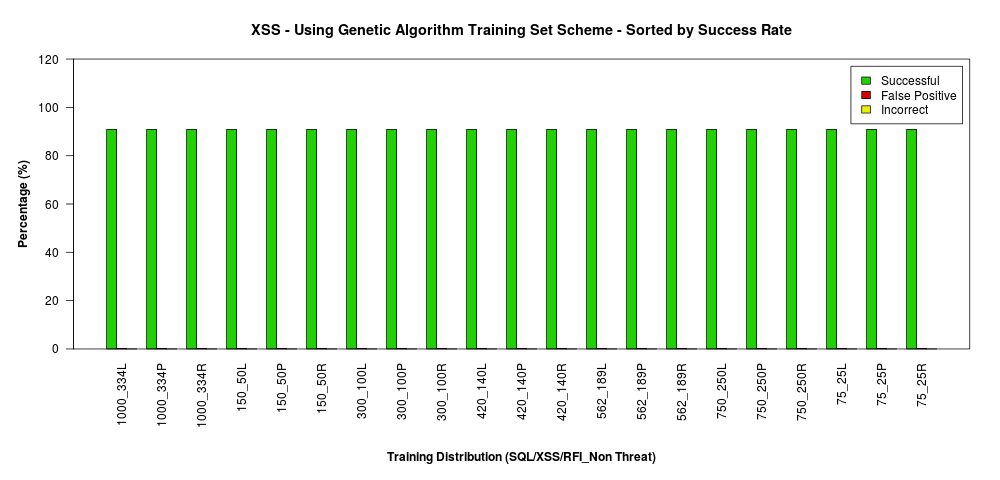 XSS - Using Genetic Algorithm Training Set Scheme - Sorted by Success Rate
120
100
80
60
40
20
0
Percentage (%)
Successful
False Positive
Incorrect
1000_334L
1000_334P
1000_334R
150_50L
150_50P
150_50R
300_100L
300_100P
300_100R
420_140L
420_140P
420_140R
562_189L
562_189P
562_189R
750_250L
750_250P
750_250R
75_25L
75_25P
75_25R
Training Distribution (SQL/XSS/RFI_Non Threat)